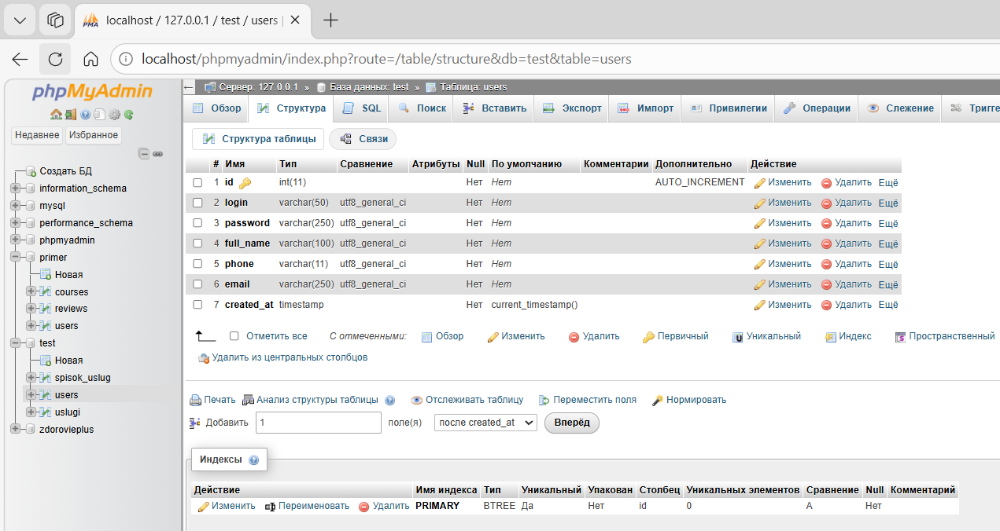 localhost / 127.0.0.1 / test / users |
localhost/phpmyadmin/index.php?route=/table/structure&db=test&table=users
phpMyAdmin
Недавнее Избранное
Создать БД
information_schema
mysql
performance_schema
phpmyadmin
primer
Новая
courses
reviews
users
test
Новая
spisok_uslug
users
uslugi
zdorovieplus
Сервер: 127.0.0.1 » База данных: test » Таблица: users
Обзор Структура SQL Поиск Вставить Экспорт Импорт Привилегии Операции Слежение Тригге
Структура таблицы Связи
# Имя Тип Сравнение Атрибуты Null По умолчанию Комментарии Дополнительно Действие
1 id int(11) Нет Нет AUTO_INCREMENT Изменить Удалить Ещё
2 login varchar(50) utf8_general_ci Нет Нет Изменить Удалить Ещё
3 password varchar(250) utf8_general_ci Нет Нет Изменить Удалить Ещё
4 full_name varchar(100) utf8_general_ci Нет Нет Изменить Удалить Ещё
5 phone varchar(11) utf8_general_ci Нет Нет Изменить Удалить Ещё
6 email varchar(250) utf8_general_ci Нет Нет Изменить Удалить Ещё
7 created_at timestamp Нет current_timestamp() Изменить Удалить Ещё
Отметить все С отмеченными: Обзор Изменить Удалить Первичный Уникальный Индекс Пространственный
Удалить из центральных столбцов
Печать Анализ структуры таблицы Отслеживать таблицу Переместить поля Нормировать
Добавить 1 поле(я) после created_at Вперёд
Индексы
Действие Имя индекса Тип Уникальный Упакован Столбец Уникальных элементов Сравнение Null Комментарий
Изменить Переименовать Удалить PRIMARY BTREE Да Нет id 0 A Нет